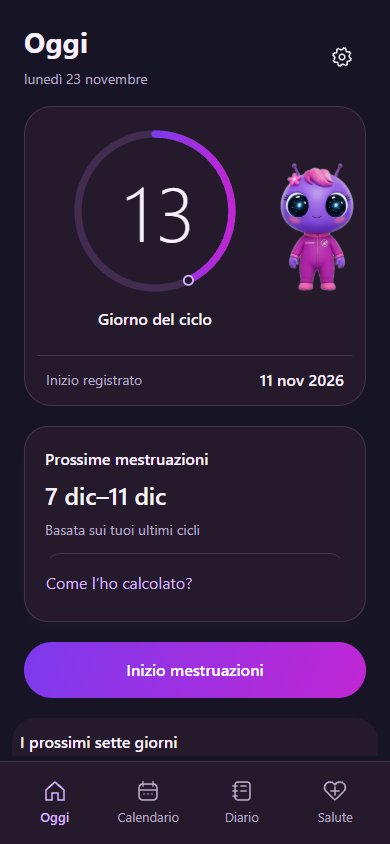 Oggi
lunedì 23 novembre
13
Giorno del ciclo
Inizio registrato
11 nov 2026
Prossime mestruazioni
7 dic–11 dic
Basata sui tuoi ultimi cicli
Come l’ho calcolato?
Inizio mestruazioni
I prossimi sette giorni
Oggi
Calendario
Diario
Salute